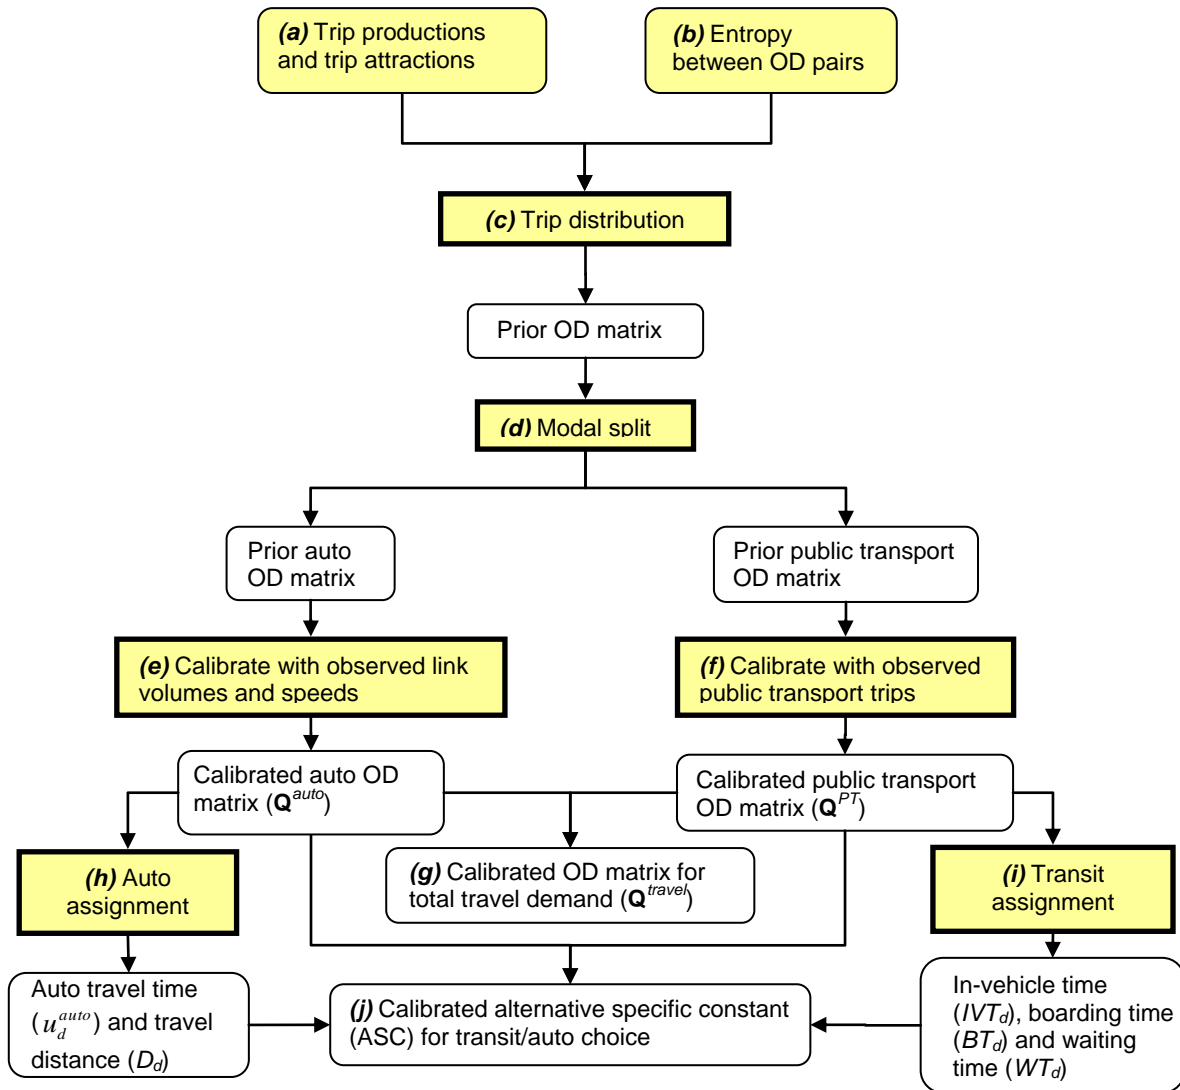 (a) Trip productions
and trip attractions
(b) Entropy
between OD pairs
(c) Trip distribution
Prior OD matrix
(d) Modal split
Prior auto
OD matrix
Prior public transport
OD matrix
(e) Calibrate with observed link
volumes and speeds
(f) Calibrate with observed
public transport trips
Calibrated auto OD
matrix (Q^auto)
Calibrated public transport
OD matrix (Q^PT)
(h) Auto
assignment
(g) Calibrated OD matrix for
total travel demand (Q^travel)
(i) Transit
assignment
Auto travel time
(u_d^auto) and travel
distance (D_d)
(j) Calibrated alternative specific
constant (ASC) for transit/auto choice
In-vehicle time
(IVT_d), boarding time
(BT_d) and waiting
time (WT_d)